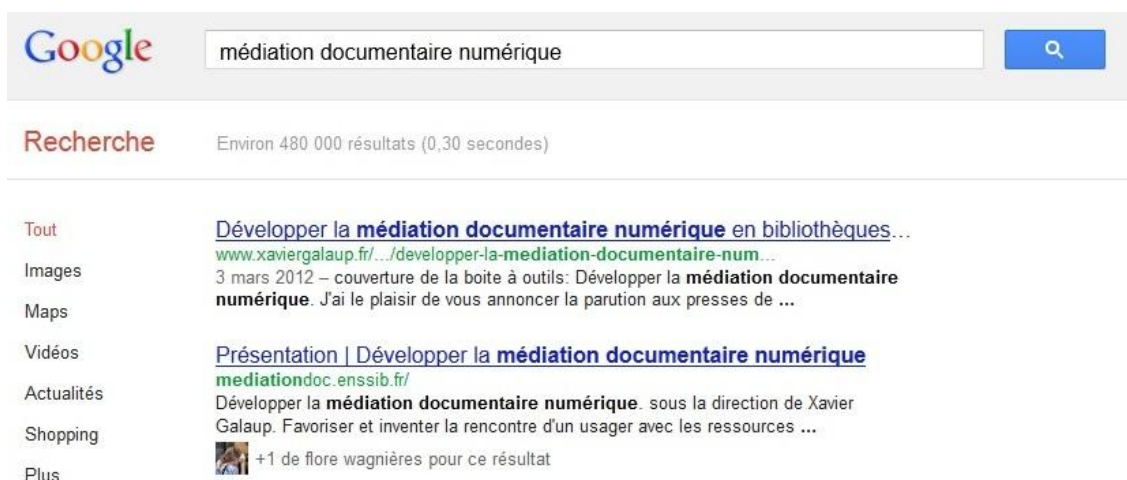 Google
médiation documentaire numérique
Recherche
Environ 480 000 résultats (0,30 secondes)
Tout
Images
Maps
Vidéos
Actualités
Shopping
Plus
Développer la médiation documentaire numérique en bibliothèques...
www.xaviergalaup.fr/.../developper-la-mediation-documentaire-num...
3 mars 2012 – couverture de la boite à outils: Développer la médiation documentaire
numérique. J'ai le plaisir de vous annoncer la parution aux presses de ...
Présentation | Développer la médiation documentaire numérique
mediationdoc.enssib.fr/
Développer la médiation documentaire numérique. sous la direction de Xavier
Galaup. Favoriser et inventer la rencontre d'un usager avec les ressources ...
+1 de flore wagnières pour ce résultat